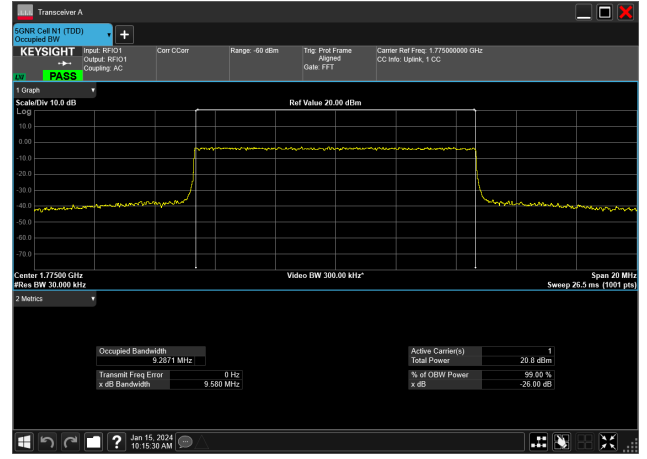 Transceiver A
5GNR Cell N1 (TDD)
Occupied BW
KEYSIGHT
LXI
PASS
Input: RFIO1
Output: RFIO1
Coupling: AC
Corr CCorr
Range: -60 dBm
Trig: Prot Frame
Aligned
Gate: FFT
Carrier Ref Freq: 1.775000000 GHz
CC Info: Uplink, 1 CC
1 Graph
Scale/Div 10.0 dB
Ref Value 20.00 dBm
Log
10.0
0.00
-10.0
-20.0
-30.0
-40.0
-50.0
-60.0
-70.0
Center 1.77500 GHz
Video BW 300.00 kHz*
Span 20 MHz
#Res BW 30.000 kHz
Sweep 26.5 ms (1001 pts)
2 Metrics
Occupied Bandwidth
9.2871 MHz
Transmit Freq Error 0 Hz
x dB Bandwidth 9.580 MHz
Active Carrier(s) 1
Total Power 20.8 dBm
% of OBW Power 99.00 %
x dB -26.00 dB
Jan 15, 2024
10:15:30 AM